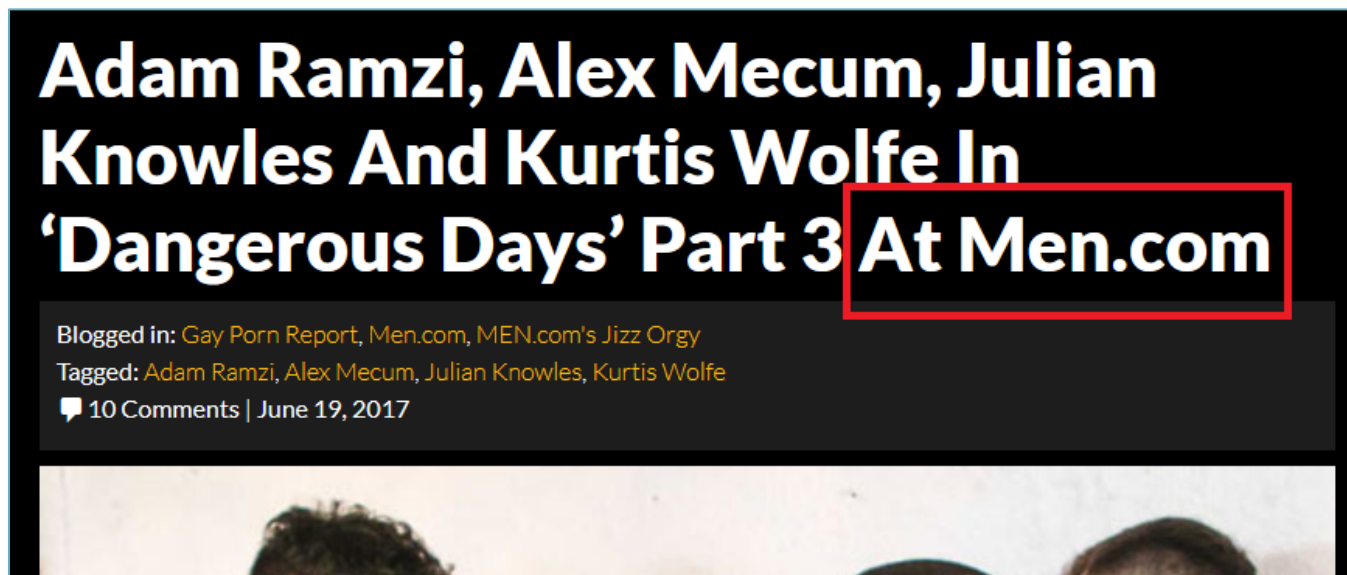 Adam Ramzi, Alex Mecum, Julian
Knowles And Kurtis Wolfe In
‘Dangerous Days’ Part 3 At Men.com
Blogged in: Gay Porn Report, Men.com, MEN.com's Jizz Orgy
Tagged: Adam Ramzi, Alex Mecum, Julian Knowles, Kurtis Wolfe
10 Comments | June 19, 2017